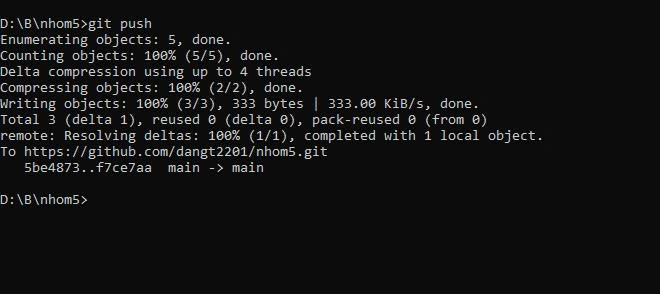 D:\B\nhom5>git push
Enumerating objects: 5, done.
Counting objects: 100% (5/5), done.
Delta compression using up to 4 threads
Compressing objects: 100% (2/2), done.
Writing objects: 100% (3/3), 333 bytes | 333.00 KiB/s, done.
Total 3 (delta 1), reused 0 (delta 0), pack-reused 0 (from 0)
remote: Resolving deltas: 100% (1/1), completed with 1 local object.
To https://github.com/dangt2201/nhom5.git
   5be4873..f7ce7aa  main -> main
D:\B\nhom5>